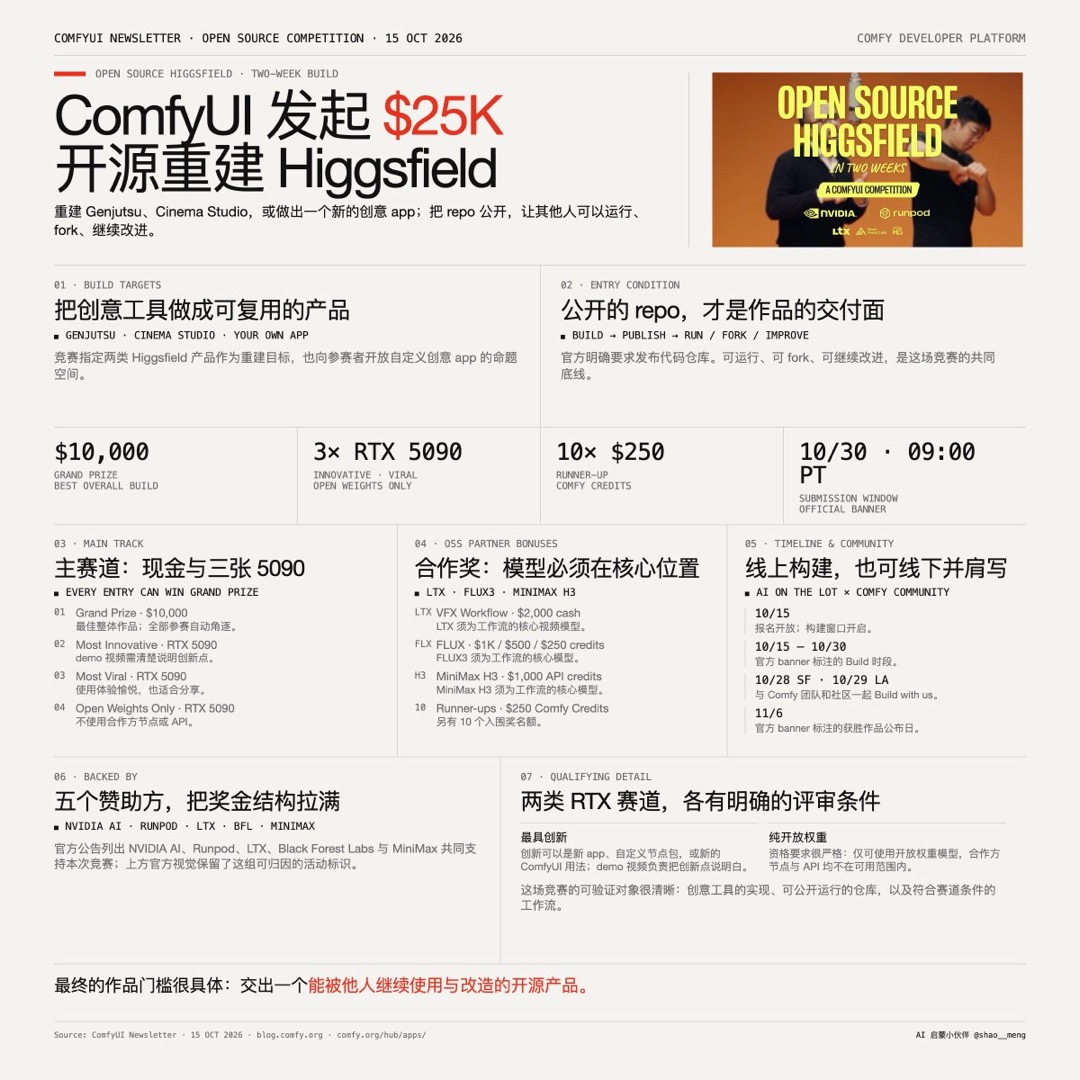 COMFYUI NEWSLETTER · OPEN SOURCE COMPETITION · 15 OCT 2026
COMFY DEVELOPER PLATFORM
OPEN SOURCE HIGGSFIELD · TWO-WEEK BUILD
ComfyUI 发起 $25K
开源重建 Higgsfield
重建 Genjutsu、Cinema Studio，或做出一个新的创意 app；把 repo 公开，让其他人可以运行、
fork、继续改进。
OPEN SOURCE
HIGGSFIELD
IN TWO WEEKS
A COMFYUI COMPETITION
NVIDIA
runpod
LTX
01 · BUILD TARGETS
把创意工具做成可复用的产品
■ GENJUTSU · CINEMA STUDIO · YOUR OWN APP
竞赛指定两类 Higgsfield 产品作为重建目标，也向参赛者开放自定义创意 app 的命题
空间。
02 · ENTRY CONDITION
公开的 repo，才是作品的交付面
■ BUILD → PUBLISH → RUN / FORK / IMPROVE
官方明确要求发布代码仓库。可运行、可 fork、可继续改进，是这场竞赛的共同
底线。
$10,000
GRAND PRIZE
BEST OVERALL BUILD
3× RTX 5090
INNOVATIVE · VIRAL
OPEN WEIGHTS ONLY
10× $250
RUNNER-UP
COMFY CREDITS
10/30 · 09:00
PT
SUBMISSION WINDOW
OFFICIAL BANNER
03 · MAIN TRACK
主赛道：现金与三张 5090
■ EVERY ENTRY CAN WIN GRAND PRIZE
01 Grand Prize · $10,000
最佳整体作品；全部参赛自动角逐。
02 Most Innovative · RTX 5090
demo 视频需清楚说明创新点。
03 Most Viral · RTX 5090
使用体验愉悦，也适合分享。
04 Open Weights Only · RTX 5090
不使用合作方节点或 API。
04 · OSS PARTNER BONUSES
合作奖：模型必须在核心位置
■ LTX · FLUX3 · MINIMAX H3
LTX VFX Workflow · $2,000 cash
LTX 须为工作流的核心视频模型。
FLX FLUX · $1K / $500 / $250 credits
FLUX3 须为工作流的核心模型。
H3 MiniMax H3 · $1,000 API credits
MiniMax H3 须为工作流的核心模型。
10 Runner-ups · $250 Comfy Credits
另有 10 个入围奖名额。
05 · TIMELINE & COMMUNITY
线上构建，也可线下并肩写
■ AI ON THE LOT × COMFY COMMUNITY
10/15
报名开放；构建窗口开启。
10/15 — 10/30
官方 banner 标注的 Build 时段。
10/28 SF · 10/29 LA
与 Comfy 团队和社区一起 Build with us。
11/6
官方 banner 标注的获胜作品公布日。
06 · BACKED BY
五个赞助方，把奖金结构拉满
■ NVIDIA AI · RUNPOD · LTX · BFL · MINIMAX
官方公告列出 NVIDIA AI、Runpod、LTX、Black Forest Labs 与 MiniMax 共同支
持本次竞赛；上方官方视觉保留了这组可归因的活动标识。
07 · QUALIFYING DETAIL
两类 RTX 赛道，各有明确的评审条件
最具创新
创新可以是新 app、自定义节点包，或新的
ComfyUI 用法；demo 视频负责把创新点说明白。
纯开放权重
资格要求很严格：仅可使用开放权重模型，合作方
节点与 API 均不在可用范围内。
这场竞赛的可验证对象很清晰：创意工具的实现、可公开运行的仓库，以及符合赛道条件的
工作流。
最终的作品门槛很具体：交出一个能被他人继续使用与改造的开源产品。
Source: ComfyUI Newsletter · 15 OCT 2026 · blog.comfy.org · comfy.org/hub/apps/
AI 启蒙小伙伴 @shao__meng